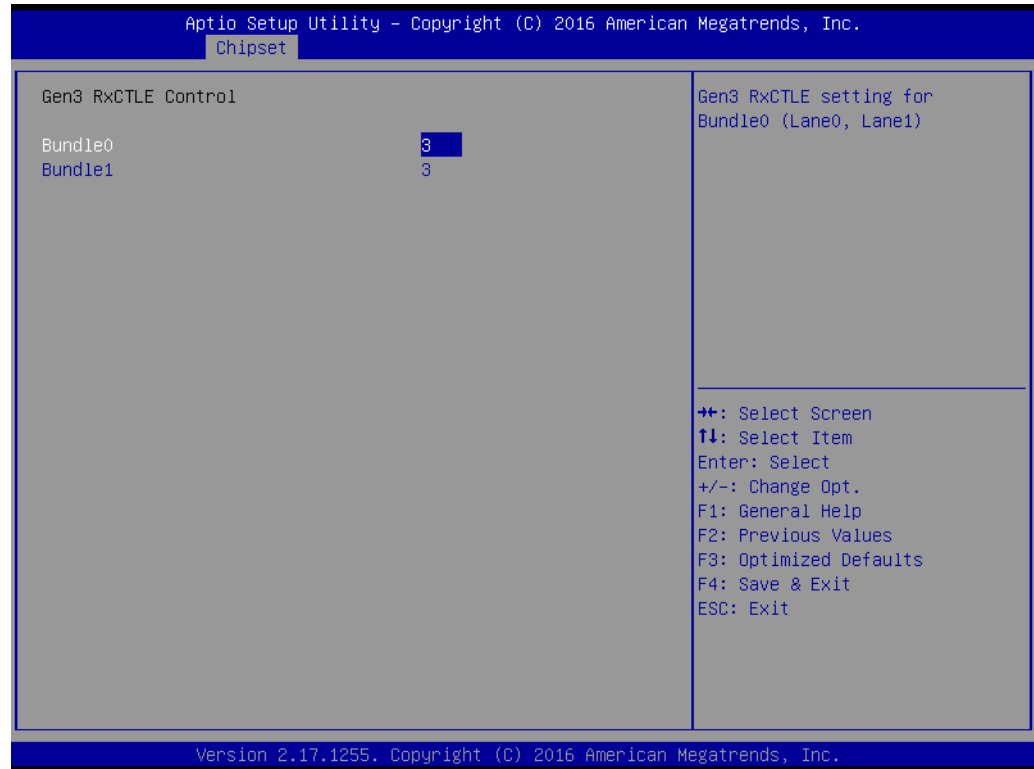 Aptio Setup Utility – Copyright (C) 2016 American Megatrends, Inc.
Chipset
Gen3 RxCTLE Control
Bundle0 3
Bundle1 3
Gen3 RxCTLE setting for
Bundle0 (Lane0, Lane1)
→←: Select Screen
↑↓: Select Item
Enter: Select
+/-: Change Opt.
F1: General Help
F2: Previous Values
F3: Optimized Defaults
F4: Save & Exit
ESC: Exit
Version 2.17.1255. Copyright (C) 2016 American Megatrends, Inc.